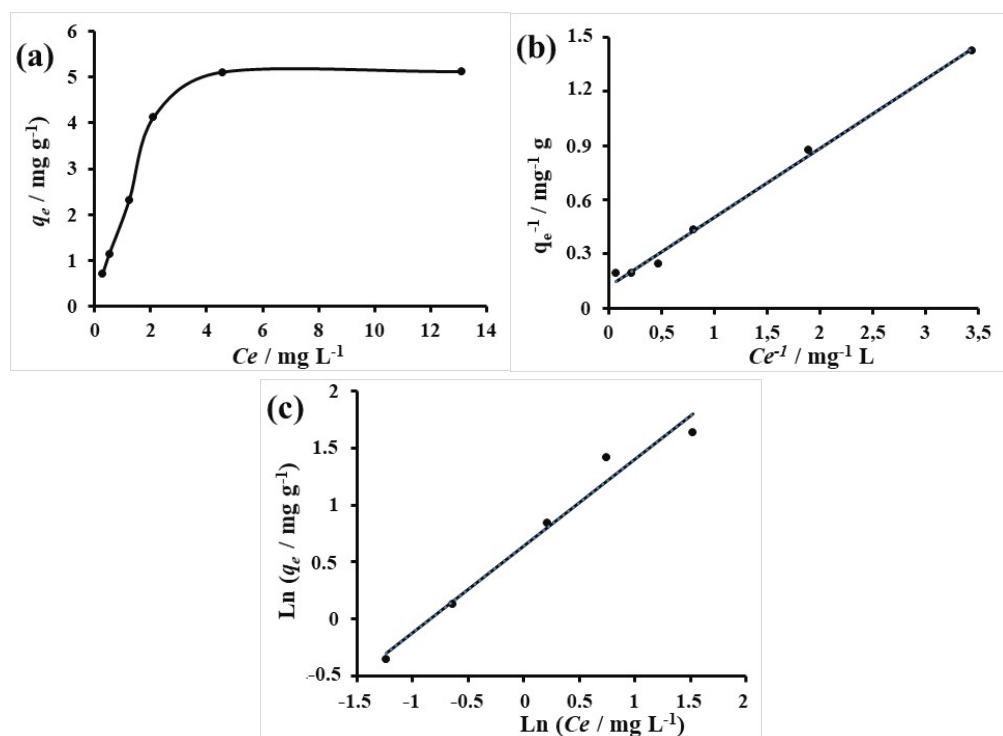 (a)
6
5
4
3
2
1
0
qe / mg g-1
0 2 4 6 8 10 12 14
Ce / mg L-1
(b)
1.5
1.2
0.9
0.6
0.3
0
qe-1 / mg-1 g
0 0,5 1 1,5 2 2,5 3 3,5
Ce-1 / mg-1 L
(c)
2
1.5
1
0.5
0
-0.5
Ln (qe / mg g-1)
-1.5 -1 -0.5 0 0.5 1 1.5 2
Ln (Ce / mg L-1)